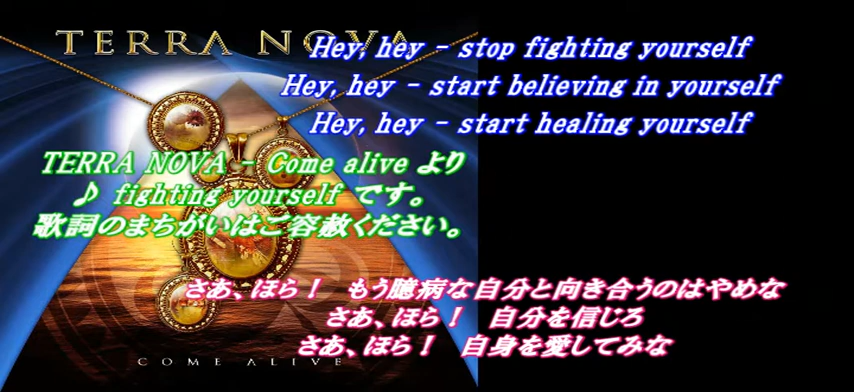 TERRA NOVA
Hey, hey - stop fighting yourself
Hey, hey - start believing in yourself
Hey, hey - start healing yourself
TERRA NOVA - Come alive より
♪ fighting yourself です。
歌詞のまちがいはご容赦ください。
さあ、ほら！　もう臆病な自分と向き合うのはやめな
さあ、ほら！　自分を信じろ
さあ、ほら！　自身を愛してみな
COME ALIVE